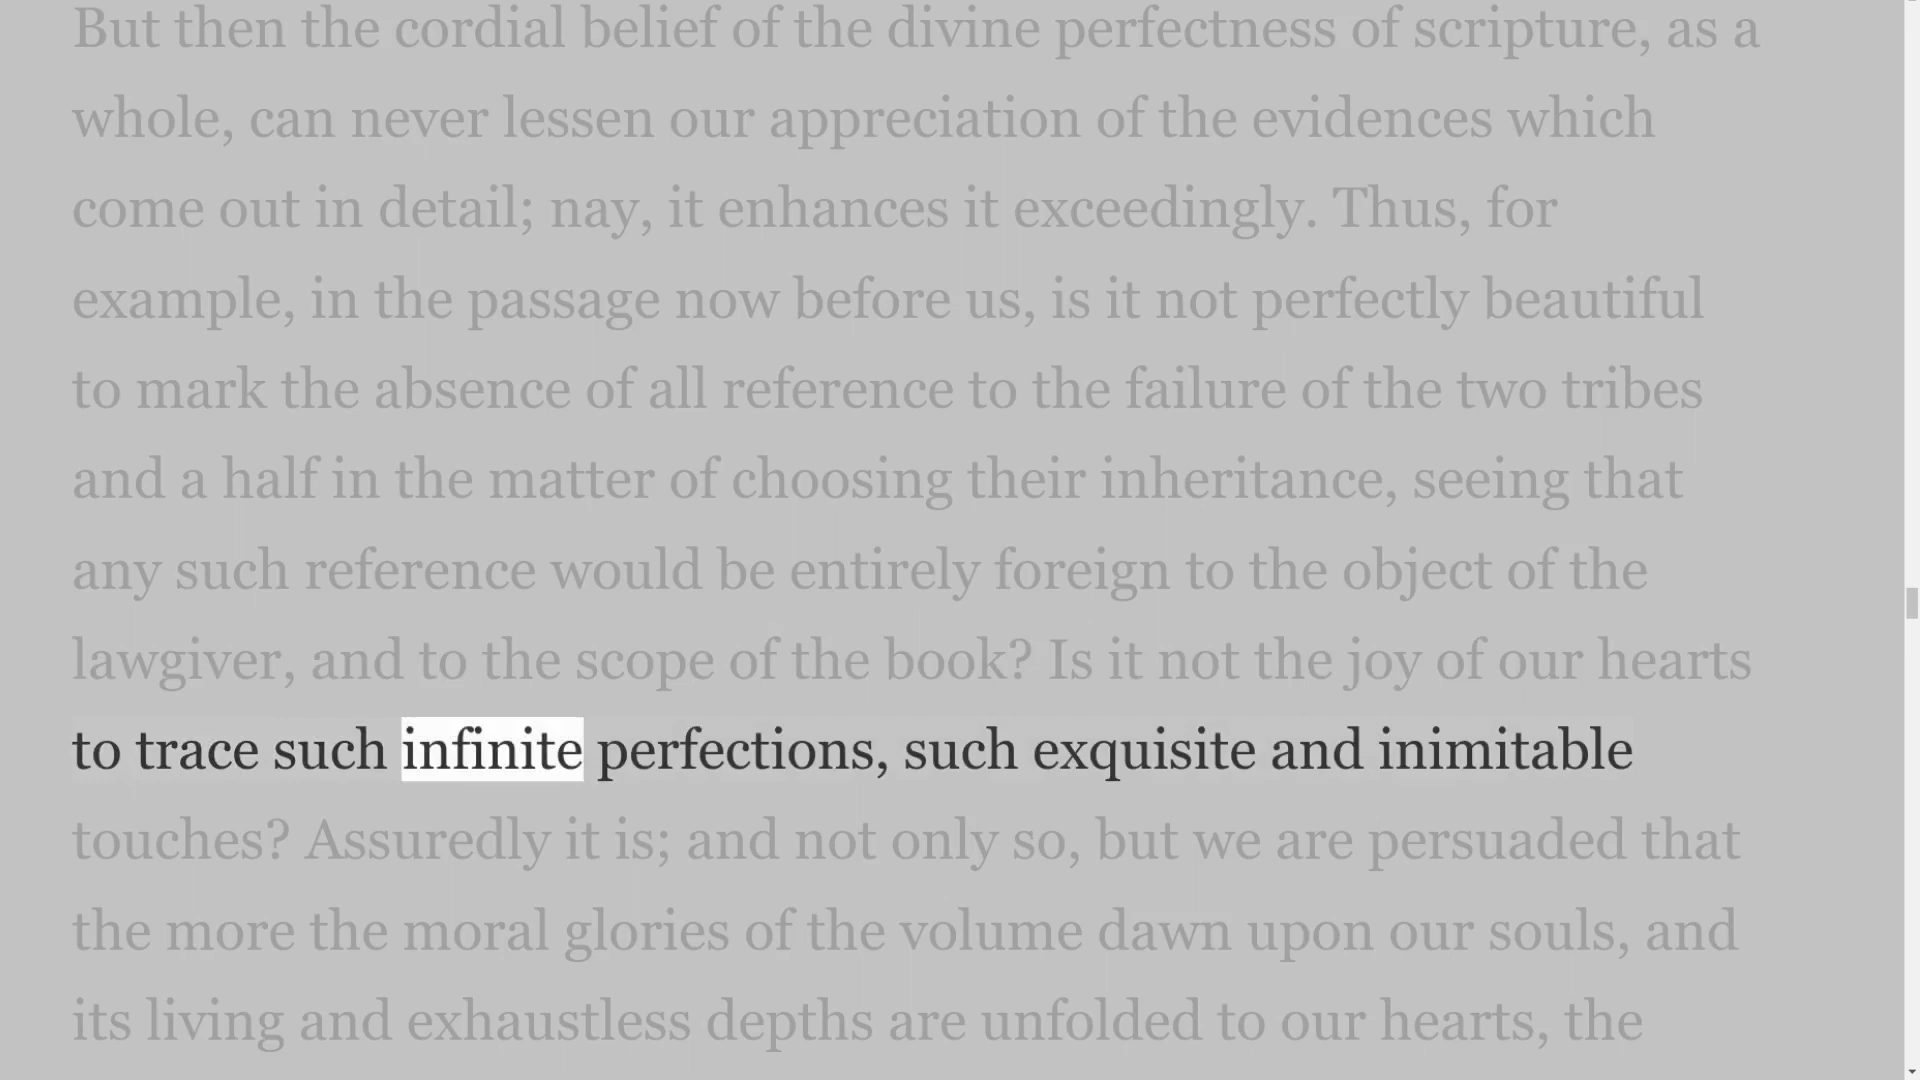 But then the cordial belief of the divine perfectness of scripture, as a
whole, can never lessen our appreciation of the evidences which
come out in detail; nay, it enhances it exceedingly. Thus, for
example, in the passage now before us, is it not perfectly beautiful
to mark the absence of all reference to the failure of the two tribes
and a half in the matter of choosing their inheritance, seeing that
any such reference would be entirely foreign to the object of the
lawgiver, and to the scope of the book? Is it not the joy of our hearts
to trace such infinite perfections, such exquisite and inimitable
touches? Assuredly it is; and not only so, but we are persuaded that
the more the moral glories of the volume dawn upon our souls, and
its living and exhaustless depths are unfolded to our hearts, the